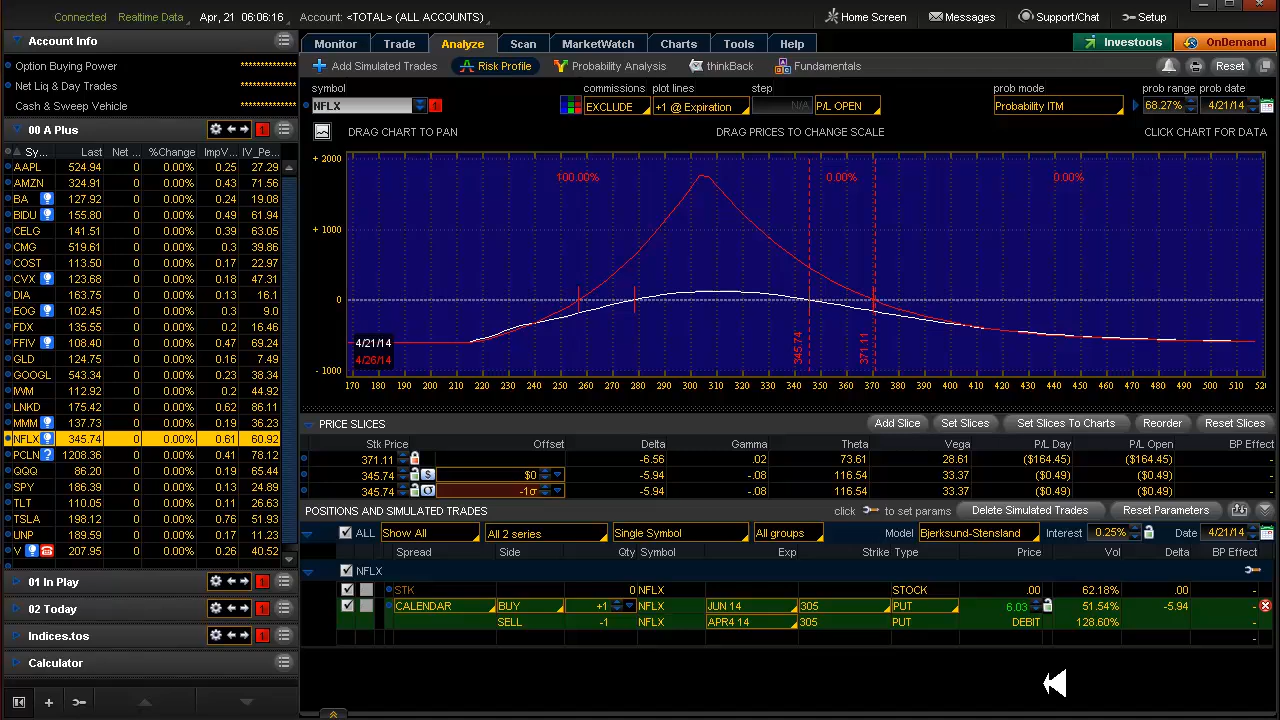 Connected Realtime Data Apr, 21 06:06:16 Account: <TOTAL> (ALL ACCOUNTS) Home Screen Messages Support/Chat Setup
Account Info
Option Buying Power **************
Net Liq & Day Trades **************
Cash & Sweep Vehicle **************
00 A Plus 1
Sy... Last Net ... %Change ImpV... IV_Pe...
AAPL 524.94 0 0.00% 0.25 27.29
AMZN 324.91 0 0.00% 0.43 71.56
BA 127.92 0 0.00% 0.24 19.08
BIDU 155.80 0 0.00% 0.49 61.94
CELG 141.51 0 0.00% 0.39 63.05
CMG 519.61 0 0.00% 0.3 39.86
COST 113.50 0 0.00% 0.17 22.97
CVX 123.68 0 0.00% 0.18 47.31
DIA 163.75 0 0.00% 0.13 16.1
EOG 102.45 0 0.00% 0.3 9.0
FDX 135.55 0 0.00% 0.2 16.46
FFIV 108.40 0 0.00% 0.47 69.24
GLD 124.75 0 0.00% 0.16 7.49
GOOGL 543.34 0 0.00% 0.23 38.34
IWM 112.92 0 0.00% 0.2 44.92
LNKD 175.42 0 0.00% 0.62 86.11
MMM 137.73 0 0.00% 0.19 36.23
NFLX 345.74 0 0.00% 0.61 60.92
PCLN ? 1208.36 0 0.00% 0.41 78.12
QQQ 86.20 0 0.00% 0.19 65.44
SPY 186.39 0 0.00% 0.13 24.89
TLT 110.05 0 0.00% 0.11 26.63
TSLA 198.12 0 0.00% 0.76 51.93
UNP 189.59 0 0.00% 0.17 11.23
V 207.95 0 0.00% 0.26 40.52
01 In Play 1
02 Today 1
Indices.tos 1
Calculator
Monitor Trade Analyze Scan MarketWatch Charts Tools Help Investools OnDemand
Add Simulated Trades Risk Profile Probability Analysis thinkBack Fundamentals Reset
symbol commissions plot lines step prob mode prob range prob date
NFLX 1 EXCLUDE +1 @ Expiration N/A P/L OPEN Probability ITM 68.27% 4/21/14
DRAG CHART TO PAN DRAG PRICES TO CHANGE SCALE CLICK CHART FOR DATA
+ 2000
100.00% 0.00% 0.00%
+ 1000
0
345.74 371.11
4/21/14
4/26/14
- 1000
170 180 190 200 210 220 230 240 250 260 270 280 290 300 310 320 330 340 350 360 370 380 390 400 410 420 430 440 450 460 470 480 490 500 510 520
PRICE SLICES Add Slice Set Slices Set Slices To Charts Reorder Reset Slices
Stk Price Offset Delta Gamma Theta Vega P/L Day P/L Open BP Effect
371.11 -6.56 .02 73.61 28.61 ($164.45) ($164.45) -
345.74 $ $0 -5.94 -.08 116.54 33.37 ($0.49) ($0.49) -
345.74 σ -1σ -5.94 -.08 116.54 33.37 ($0.49) ($0.49) -
POSITIONS AND SIMULATED TRADES click to set params Delete Simulated Trades Reset Parameters
ALL Show All All 2 series Single Symbol All groups Model Bjerksund-Stensland Interest 0.25% Date 4/21/14
Spread Side Qty Symbol Exp Strike Type Price Vol Delta BP Effect
NFLX
STK 0 NFLX STOCK .00 62.18% .00 -
CALENDAR BUY +1 NFLX JUN 14 305 PUT 6.03 51.54% -5.94 -
SELL -1 NFLX APR4 14 305 PUT DEBIT 128.60% -
-